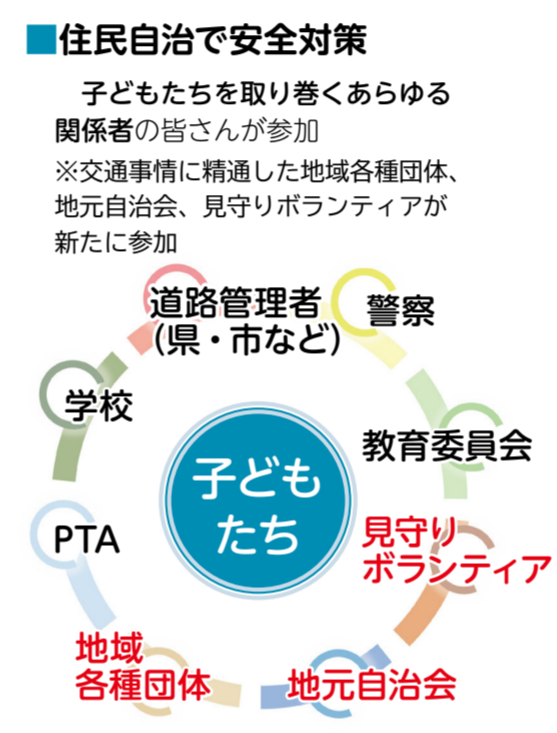 ■住民自治で安全対策
子どもたちを取り巻くあらゆる
関係者の皆さんが参加
※交通事情に精通した地域各種団体、
地元自治会、見守りボランティアが
新たに参加
道路管理者
(県・市など)
警察
学校
教育委員会
子ども
たち
PTA
見守り
ボランティア
地域
各種団体
地元自治会